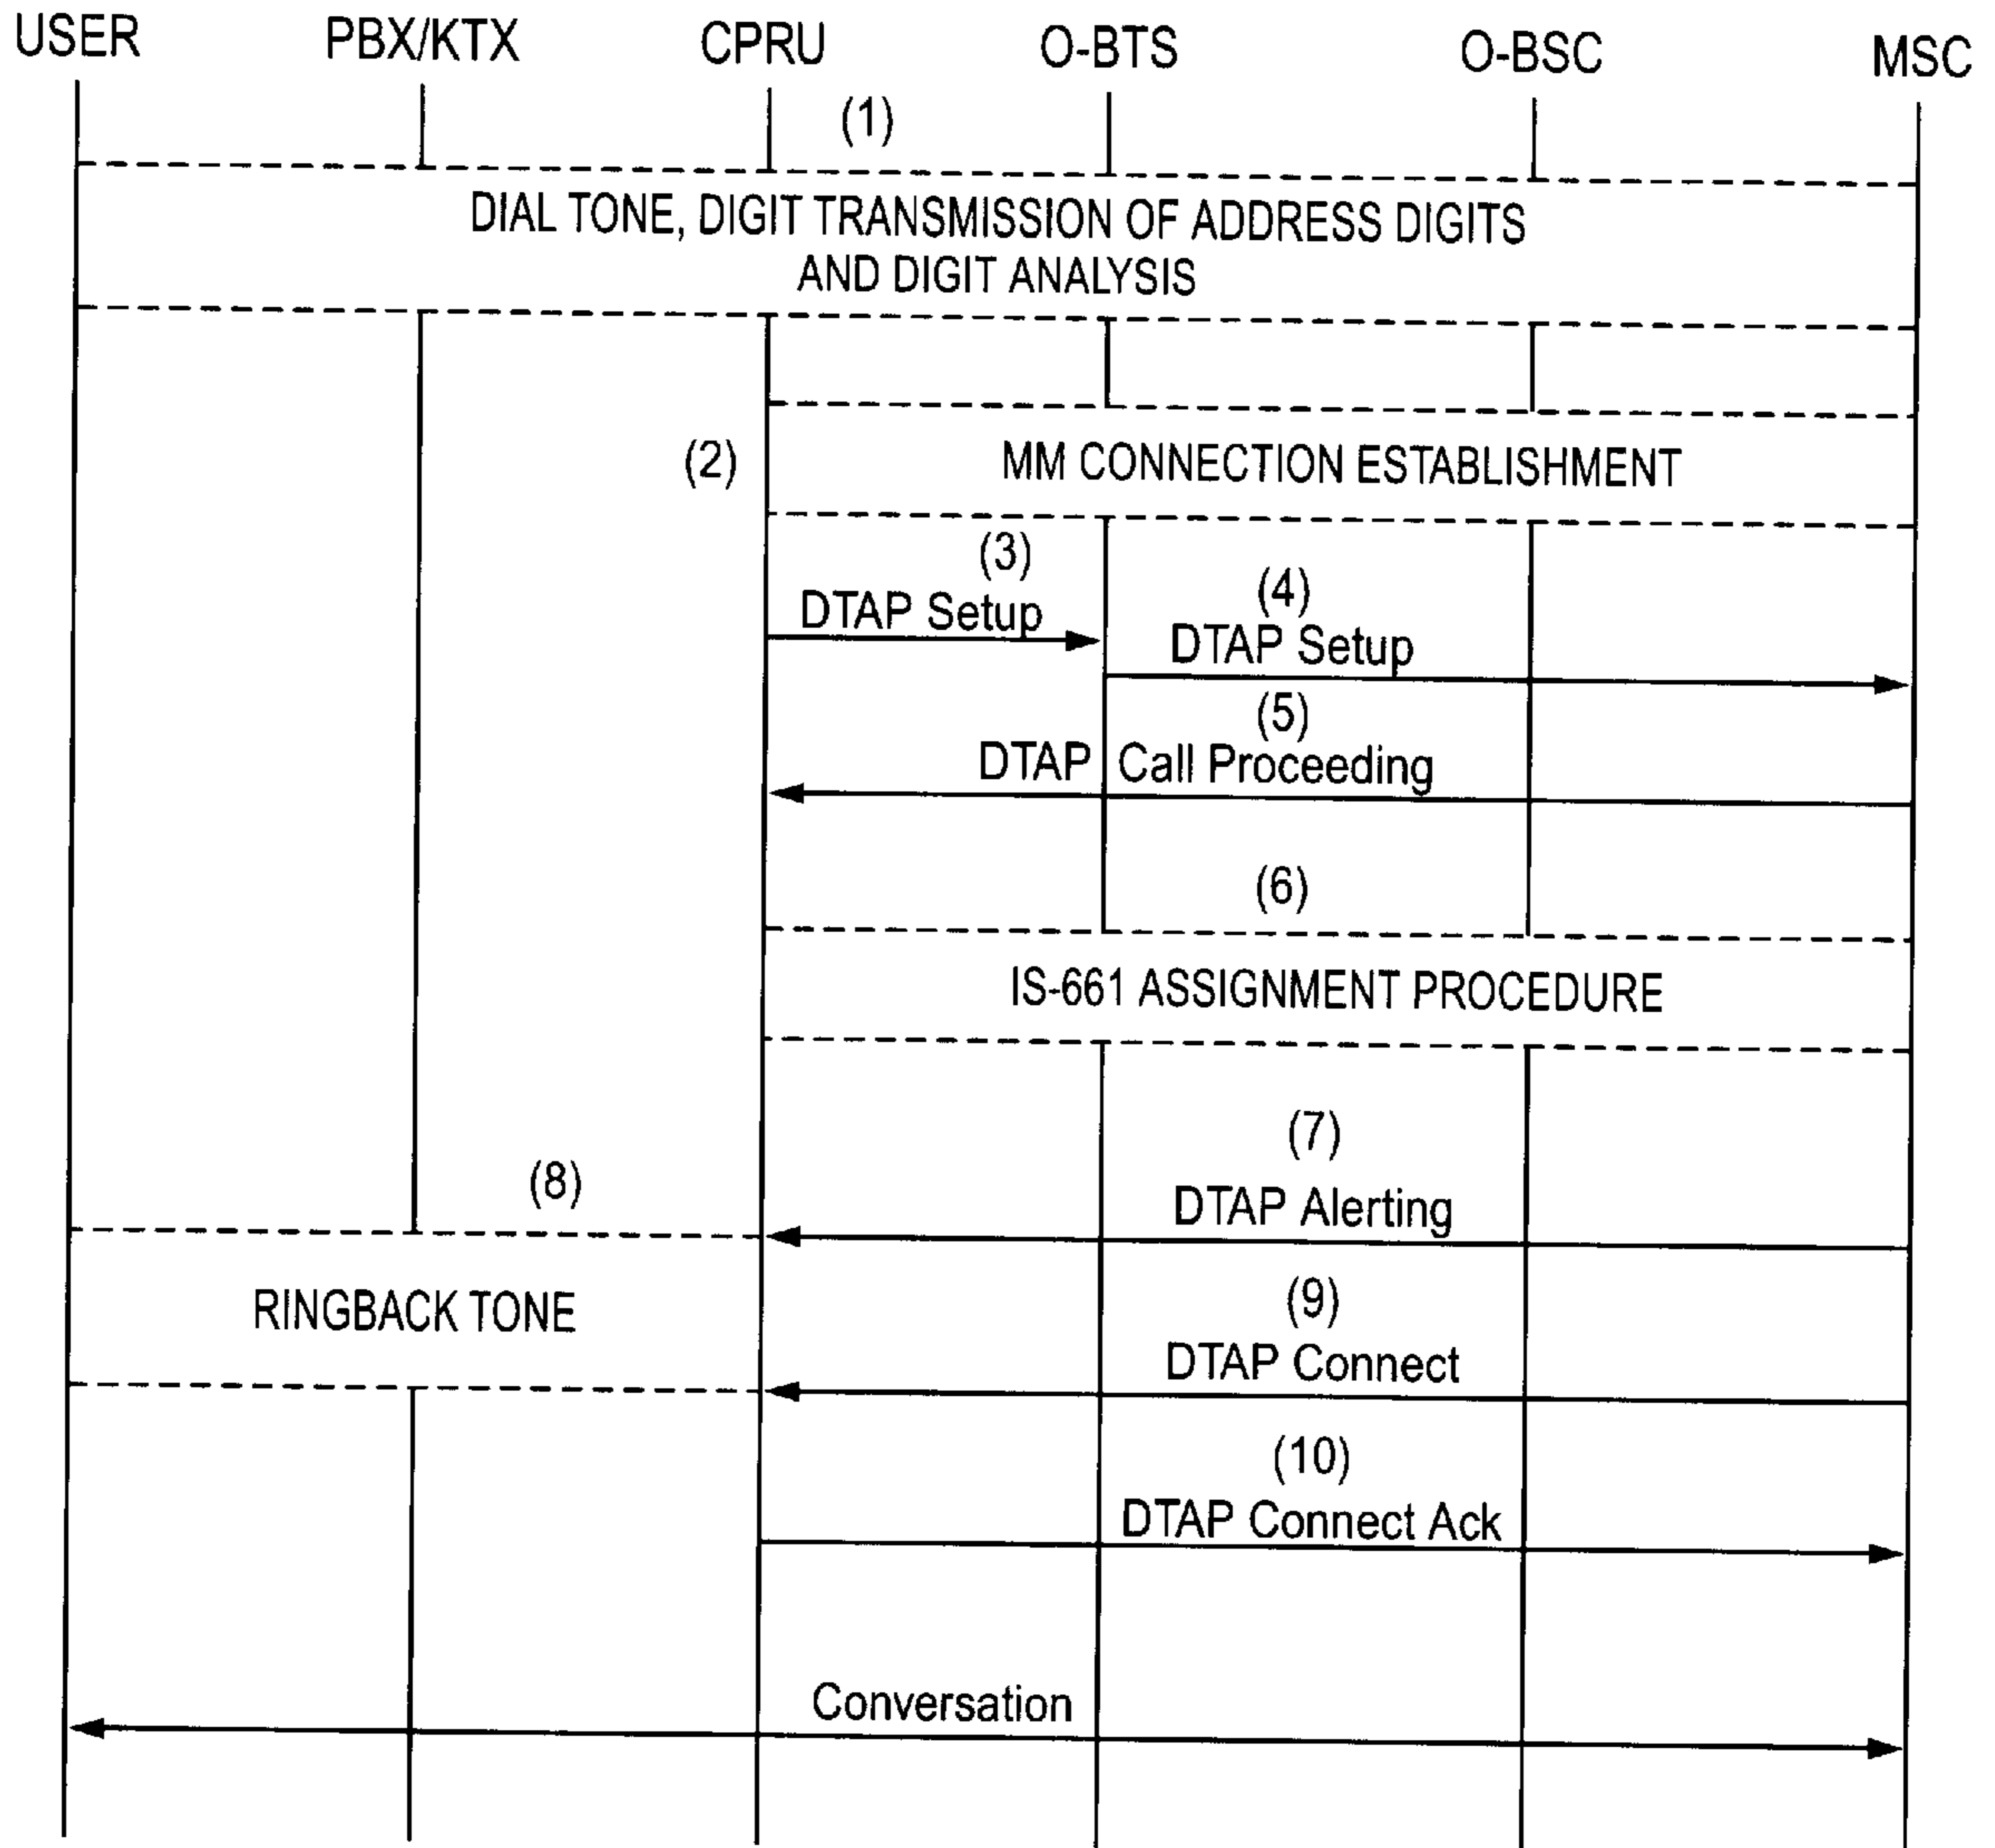 USER PBX/KTX CPRU O-BTS O-BSC MSC
(1)
DIAL TONE, DIGIT TRANSMISSION OF ADDRESS DIGITS
AND DIGIT ANALYSIS
(2)
MM CONNECTION ESTABLISHMENT
(3)
DTAP Setup
(4)
DTAP Setup
(5)
DTAP Call Proceeding
(6)
IS-661 ASSIGNMENT PROCEDURE
(7)
DTAP Alerting
(8)
RINGBACK TONE
(9)
DTAP Connect
(10)
DTAP Connect Ack
Conversation